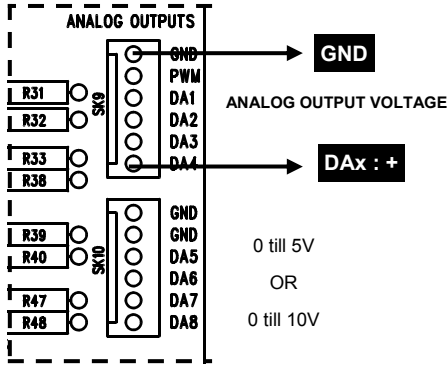 ANALOG OUTPUTS
GND
PWM
DA1
DA2
DA3
DA4
SK9
R31
R32
R33
R38
GND
ANALOG OUTPUT VOLTAGE
DAx : +
GND
GND
DA5
DA6
DA7
DA8
SK10
R39
R40
R47
R48
0 till 5V
OR
0 till 10V